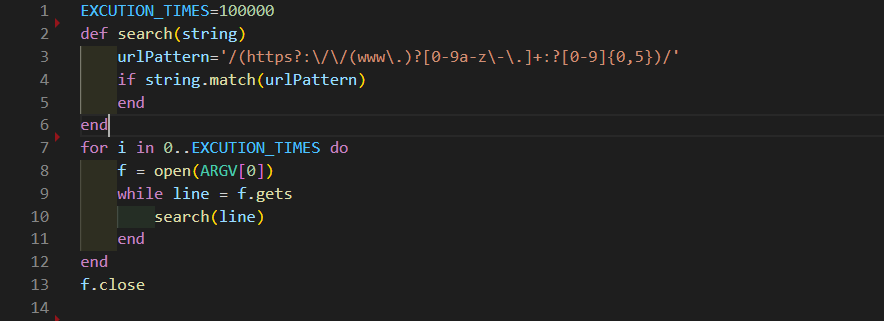 1 EXCUTION_TIMES=100000
2 def search(string)
3     urlPattern='/(https?:\/\/(www\.)?[0-9a-z\-\.]+:?[0-9]{0,5})/'
4     if string.match(urlPattern)
5     end
6 end
7 for i in 0..EXCUTION_TIMES do
8     f = open(ARGV[0])
9     while line = f.gets
10         search(line)
11     end
12 end
13 f.close
14